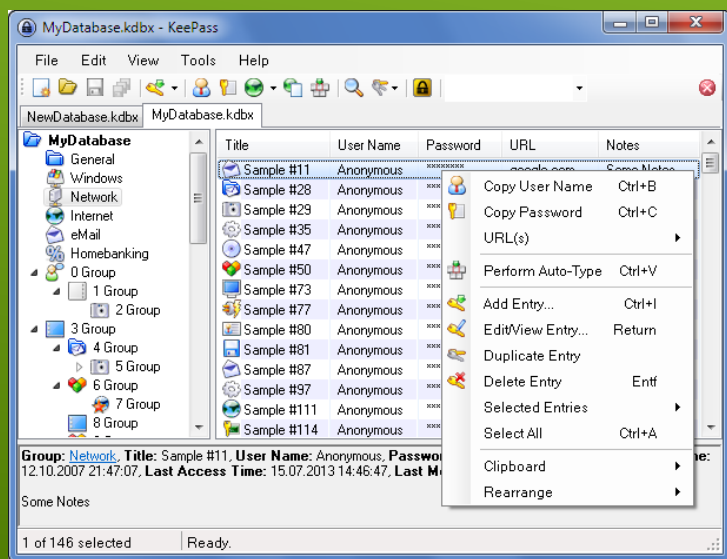 MyDatabase.kdbx - KeePass
File Edit View Tools Help
NewDatabase.kdbx MyDatabase.kdbx
MyDatabase
General
Windows
Network
Internet
eMail
Homebanking
0 Group
1 Group
2 Group
3 Group
4 Group
5 Group
6 Group
7 Group
8 Group
Title User Name Password URL Notes
Sample #11 Anonymous ******** google.com Some Notes
Sample #28 Anonymous ***
Sample #29 Anonymous ***
Sample #35 Anonymous ***
Sample #47 Anonymous ***
Sample #50 Anonymous ***
Sample #73 Anonymous ***
Sample #77 Anonymous ***
Sample #80 Anonymous ***
Sample #81 Anonymous ***
Sample #87 Anonymous ***
Sample #97 Anonymous ***
Sample #111 Anonymous ***
Sample #114 Anonymous ***
Copy User Name Ctrl+B
Copy Password Ctrl+C
URL(s)
Perform Auto-Type Ctrl+V
Add Entry... Ctrl+I
Edit/View Entry... Return
Duplicate Entry
Delete Entry Entf
Selected Entries
Select All Ctrl+A
Clipboard
Rearrange
Group: Network, Title: Sample #11, User Name: Anonymous, Passwo me:
12.10.2007 21:47:07, Last Access Time: 15.07.2013 14:46:47, Last M
Some Notes
1 of 146 selected Ready.